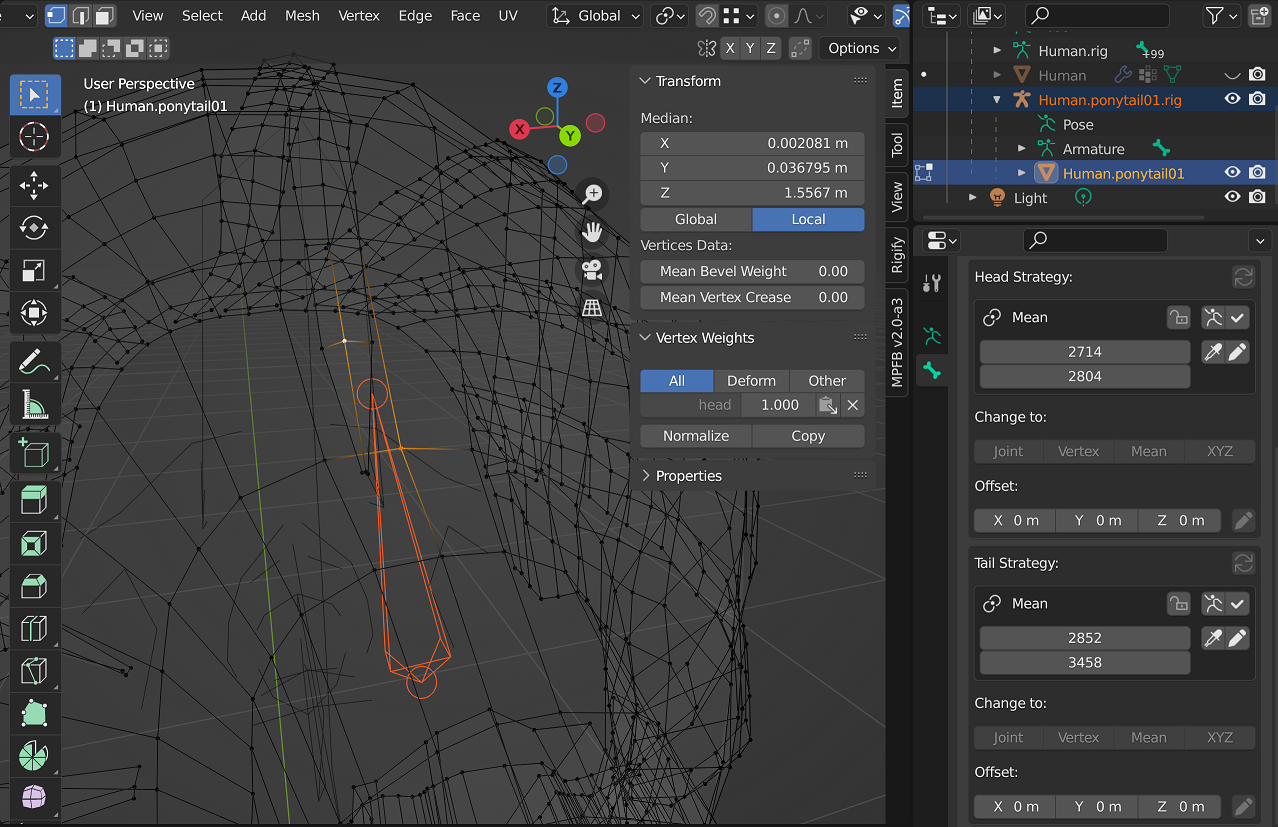 View Select Add Mesh Vertex Edge Face UV Global
X Y Z Options
User Perspective
(1) Human.ponytail01
Z
X
Y
Transform
Median:
X 0.002081 m
Y 0.036795 m
Z 1.5567 m
Global Local
Vertices Data:
Mean Bevel Weight 0.00
Mean Vertex Crease 0.00
Vertex Weights
All Deform Other
head 1.000
Normalize Copy
Properties
Item
Tool
View
Rigify
MPFB v2.0-a3
Human.rig +99
Human
Human.ponytail01.rig
Pose
Armature
Human.ponytail01
Light
Head Strategy:
Mean
2714
2804
Change to:
Joint Vertex Mean XYZ
Offset:
X 0 m Y 0 m Z 0 m
Tail Strategy:
Mean
2852
3458
Change to:
Joint Vertex Mean XYZ
Offset:
X 0 m Y 0 m Z 0 m